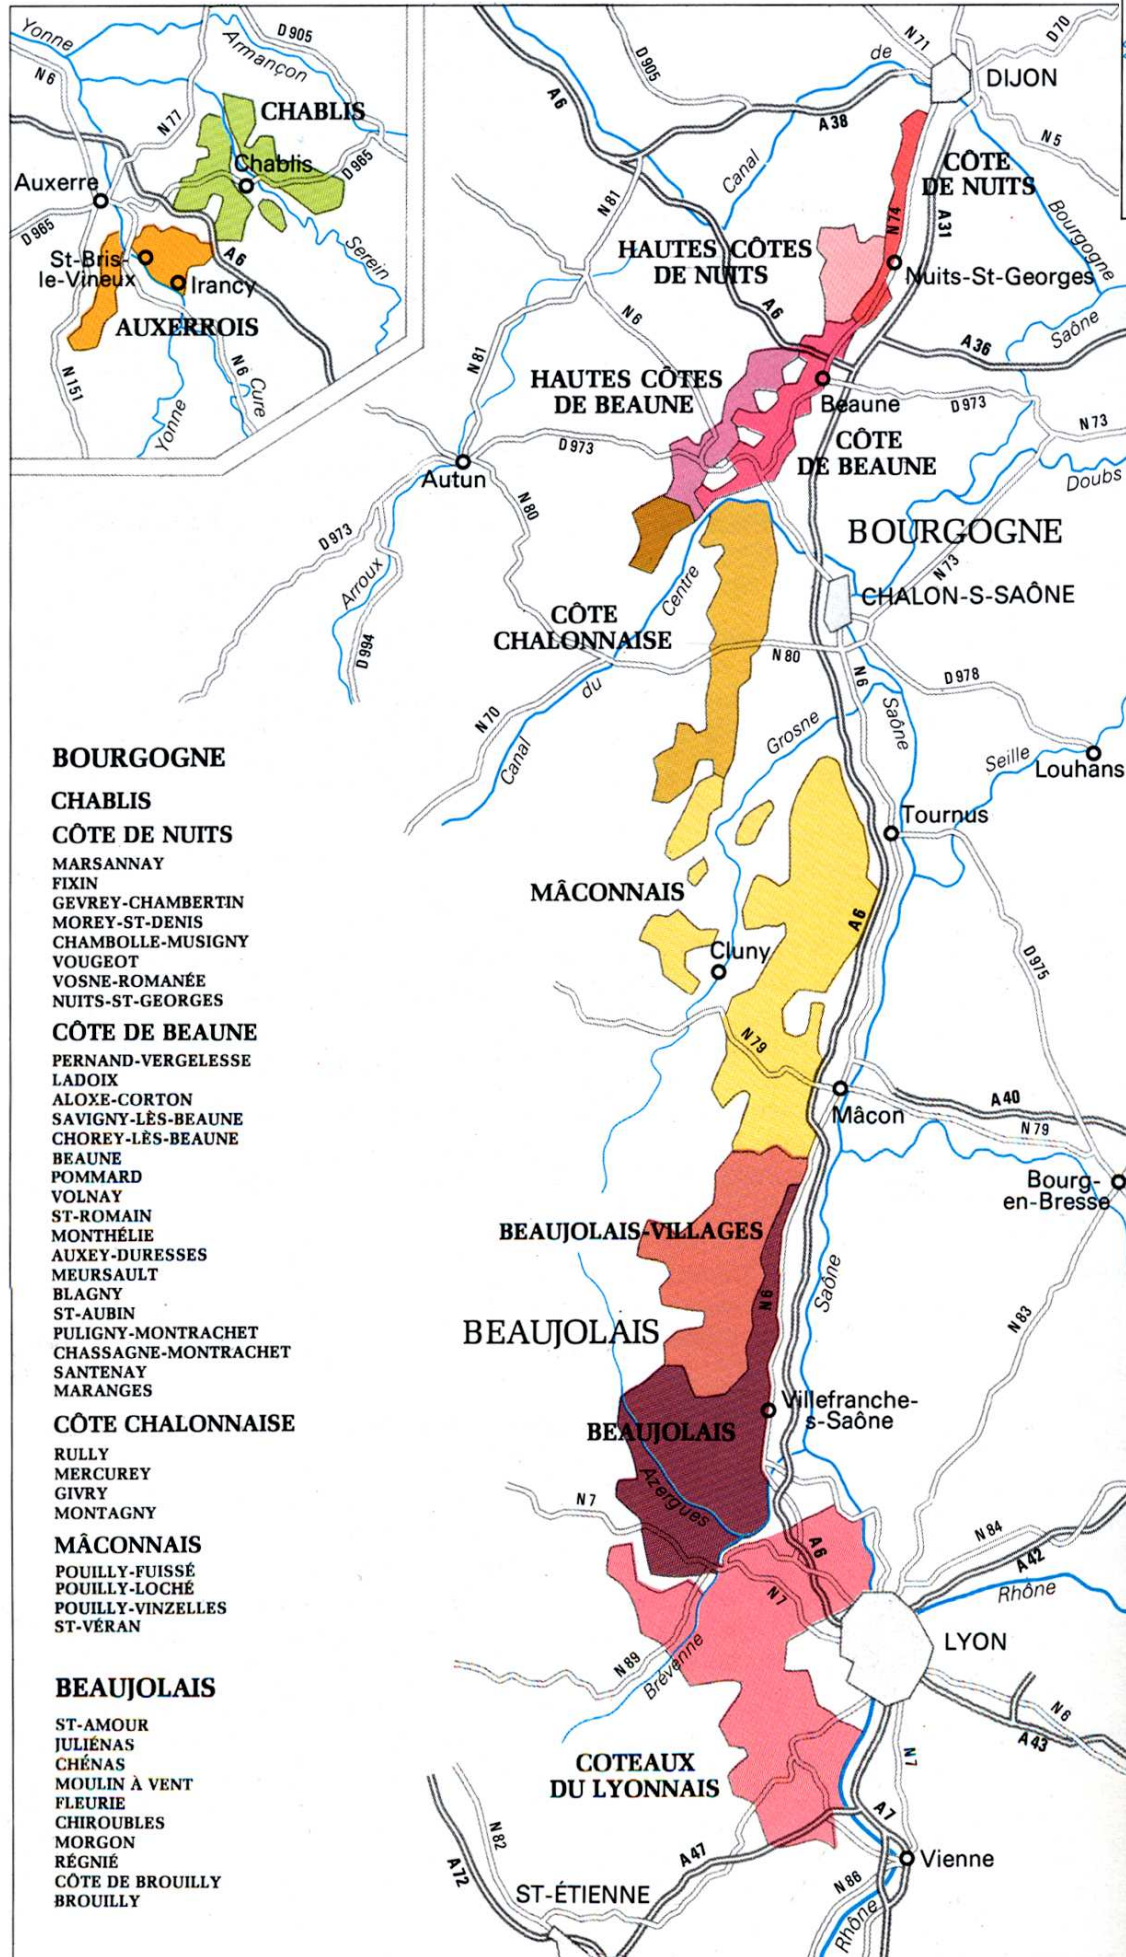 Yonne
D 905
Armançon
N 6
CHABLIS
N 77
Chablis
D 965
Auxerre
D 965
St-Bris-
le-Vineux
A 6
Serein
Irancy
AUXERROIS
N 151
N 6
Cure
Yonne
N 71
D 70
de
D 905
DIJON
A 6
A 38
N 5
Canal
CÔTE
DE NUITS
N 81
N 74
A 31
Bourgogne
HAUTES CÔTES
DE NUITS
Nuits-St-Georges
A 6
N 6
Saône
A 36
N 81
HAUTES CÔTES
DE BEAUNE
Beaune
D 973
N 73
D 973
CÔTE
DE BEAUNE
Autun
Doubs
N 80
BOURGOGNE
D 973
Arroux
Centre
N 73
CHALON-S-SAÔNE
CÔTE
CHALONNAISE
D 994
N 80
N 6
D 978
du
N 70
Saône
Grosne
Canal
Seille
Louhans
Tournus
MÂCONNAIS
A 6
Cluny
D 975
N 79
A 40
Mâcon
N 79
Bourg-
en-Bresse
BEAUJOLAIS-VILLAGES
Saône
N 6
N 83
BEAUJOLAIS
Villefranche-
s-Saône
BEAUJOLAIS
Azergues
N 7
A 6
N 84
A 42
N 7
Rhône
LYON
N 89
Brévenne
N 6
A 43
N 7
COTEAUX
DU LYONNAIS
A 7
N 82
A 72
A 47
Vienne
N 86
ST-ÉTIENNE
Rhône
BOURGOGNE
CHABLIS
CÔTE DE NUITS
MARSANNAY
FIXIN
GEVREY-CHAMBERTIN
MOREY-ST-DENIS
CHAMBOLLE-MUSIGNY
VOUGEOT
VOSNE-ROMANÉE
NUITS-ST-GEORGES
CÔTE DE BEAUNE
PERNAND-VERGELESSE
LADOIX
ALOXE-CORTON
SAVIGNY-LÈS-BEAUNE
CHOREY-LÈS-BEAUNE
BEAUNE
POMMARD
VOLNAY
ST-ROMAIN
MONTHÉLIE
AUXEY-DURESSES
MEURSAULT
BLAGNY
ST-AUBIN
PULIGNY-MONTRACHET
CHASSAGNE-MONTRACHET
SANTENAY
MARANGES
CÔTE CHALONNAISE
RULLY
MERCUREY
GIVRY
MONTAGNY
MÂCONNAIS
POUILLY-FUISSÉ
POUILLY-LOCHÉ
POUILLY-VINZELLES
ST-VÉRAN
BEAUJOLAIS
ST-AMOUR
JULIÉNAS
CHÉNAS
MOULIN À VENT
FLEURIE
CHIROUBLES
MORGON
RÉGNIÉ
CÔTE DE BROUILLY
BROUILLY